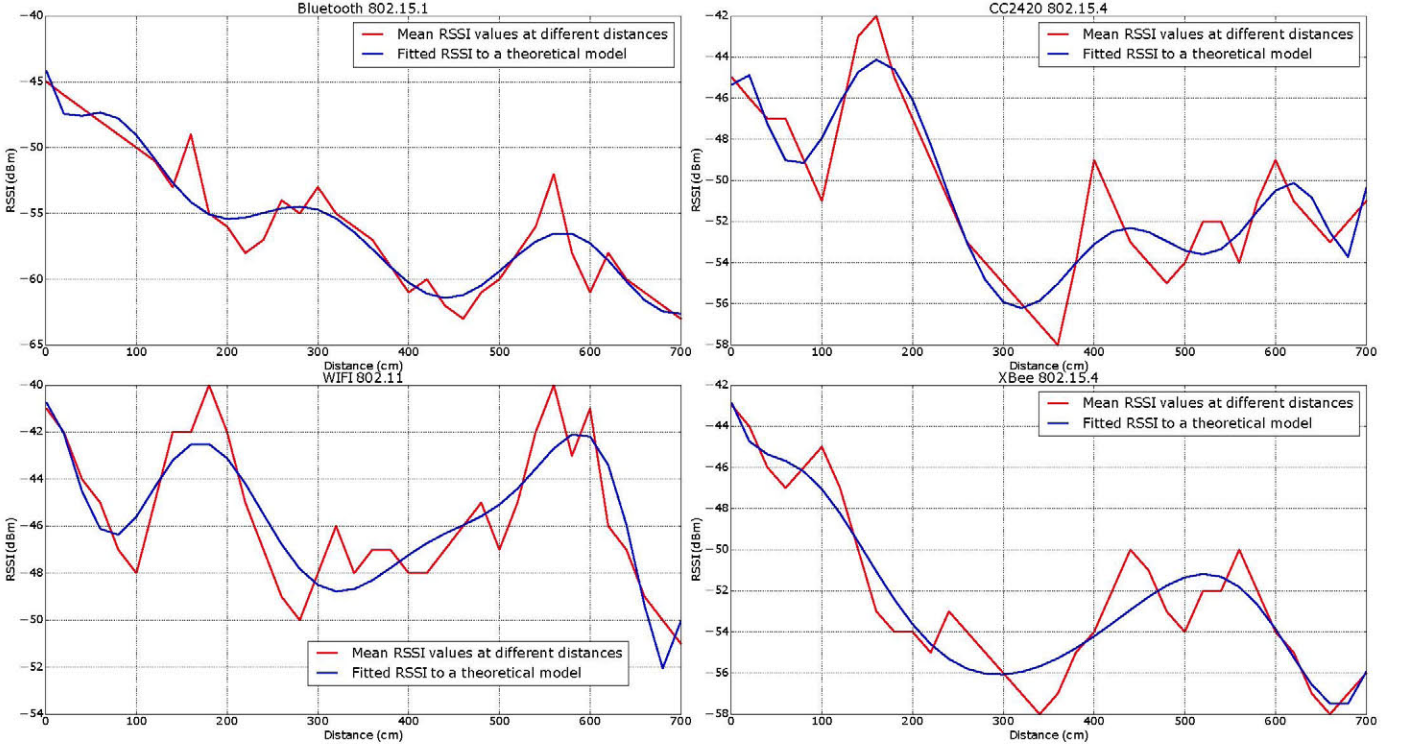 Bluetooth 802.15.1
Mean RSSI values at different distances
Fitted RSSI to a theoretical model
RSSI (dBm)
−40
−45
−50
−55
−60
−65
0 100 200 300 400 500 600 700
Distance (cm)
CC2420 802.15.4
Mean RSSI values at different distances
Fitted RSSI to a theoretical model
RSSI (dBm)
−42
−44
−46
−48
−50
−52
−54
−56
−58
0 100 200 300 400 500 600 700
Distance (cm)
WIFI 802.11
Mean RSSI values at different distances
Fitted RSSI to a theoretical model
RSSI (dBm)
−40
−42
−44
−46
−48
−50
−52
−54
0 100 200 300 400 500 600 700
Distance (cm)
XBee 802.15.4
Mean RSSI values at different distances
Fitted RSSI to a theoretical model
RSSI (dBm)
−42
−44
−46
−48
−50
−52
−54
−56
−58
0 100 200 300 400 500 600 700
Distance (cm)